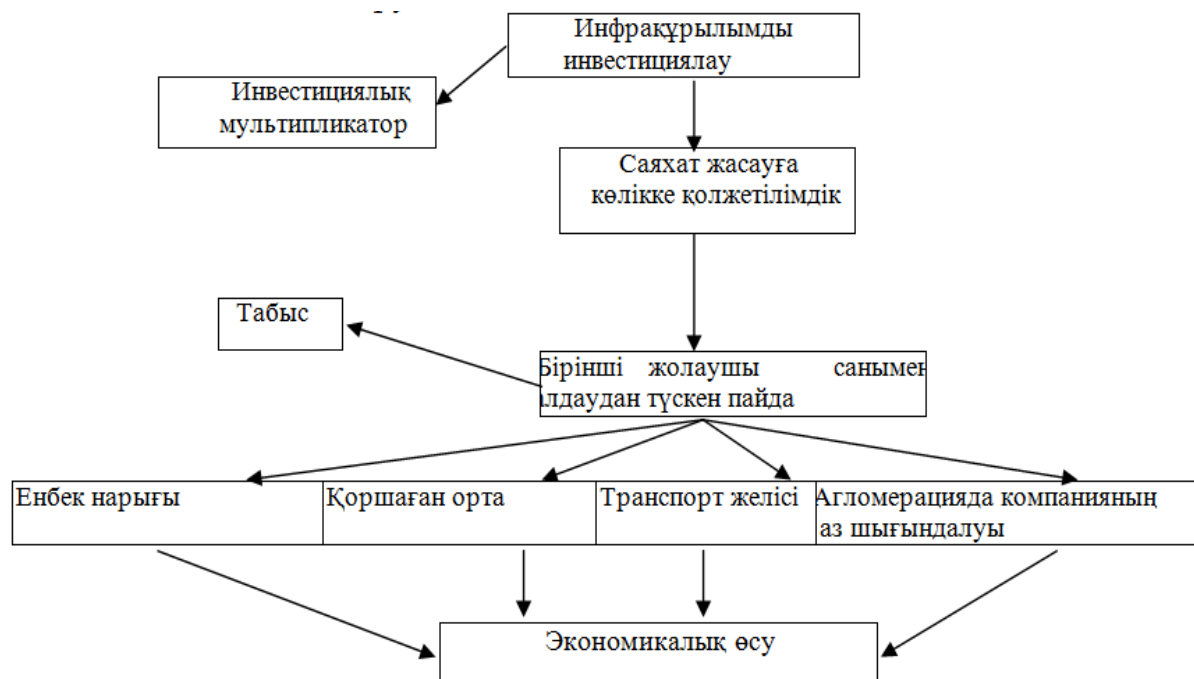 Инфрақұрылымды
инвестициялау
Инвестициялық
мультипликатор
Саяхат жасауға
көлікке қолжетілімдік
Табыс
Бірінші жолаушы санымен
алдаудан түскен пайда
Енбек нарығы
Қоршаған орта
Транспорт желісі
Агломерацияда компанияның
аз шығындалуы
Экономикалық өсу